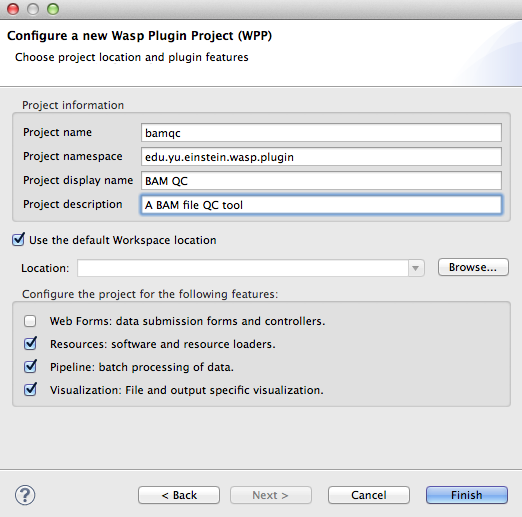 Configure a new Wasp Plugin Project (WPP)
Choose project location and plugin features
Project information
Project name bamqc
Project namespace edu.yu.einstein.wasp.plugin
Project display name BAM QC
Project description A BAM file QC tool
Use the default Workspace location
Location: Browse...
Configure the project for the following features:
Web Forms: data submission forms and controllers.
Resources: software and resource loaders.
Pipeline: batch processing of data.
Visualization: File and output specific visualization.
? < Back Next > Cancel Finish